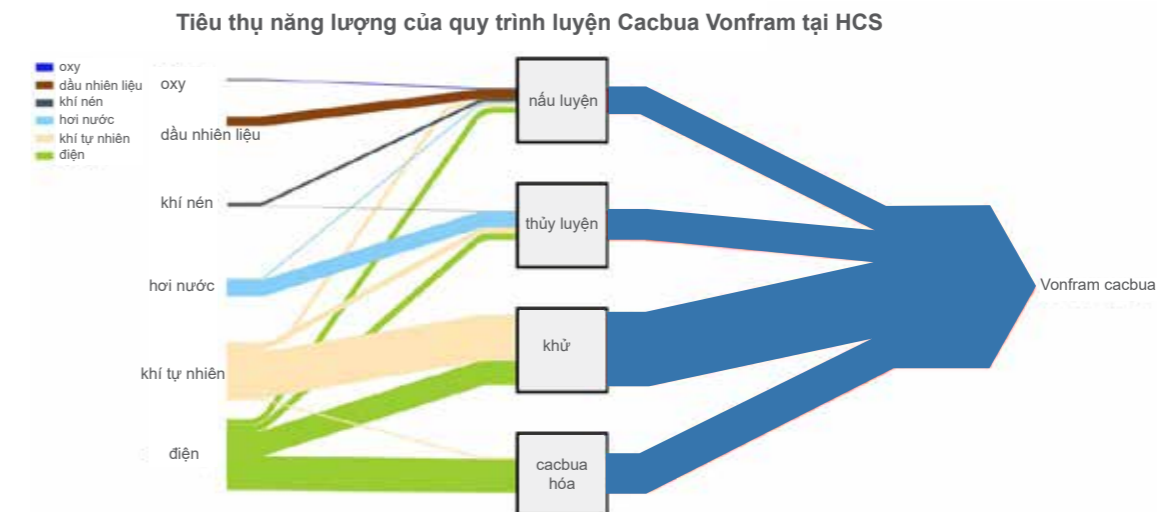 Tiêu thụ năng lượng của quy trình luyện Cacbua Vonfram tại HCS
oxy
dầu nhiên liệu
khí nén
hơi nước
khí tự nhiên
điện
oxy
dầu nhiên liệu
khí nén
hơi nước
khí tự nhiên
điện
nấu luyện
thủy luyện
khử
cacbua
hóa
Vonfram cacbua